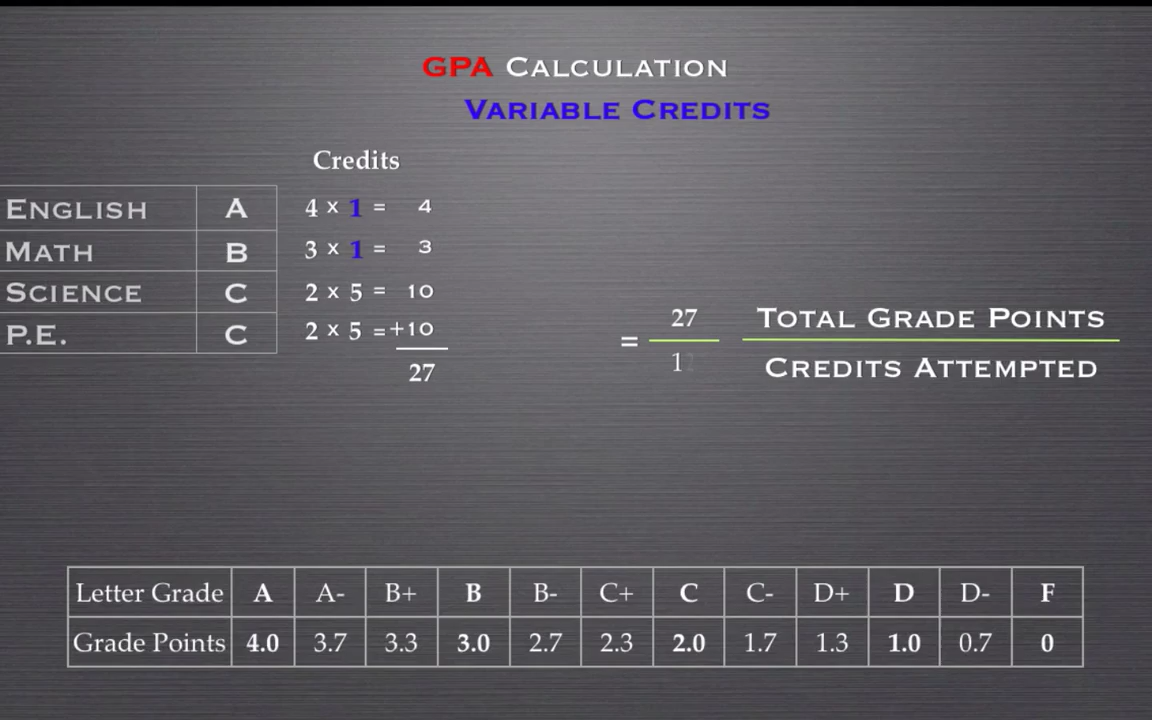 GPA CALCULATION
VARIABLE CREDITS
Credits
ENGLISH A 4 × 1 = 4
MATH B 3 × 1 = 3
SCIENCE C 2 × 5 = 10
P.E. C 2 × 5 =+10
27
= 27 TOTAL GRADE POINTS
12 CREDITS ATTEMPTED
Letter Grade A A- B+ B B- C+ C C- D+ D D- F
Grade Points 4.0 3.7 3.3 3.0 2.7 2.3 2.0 1.7 1.3 1.0 0.7 0